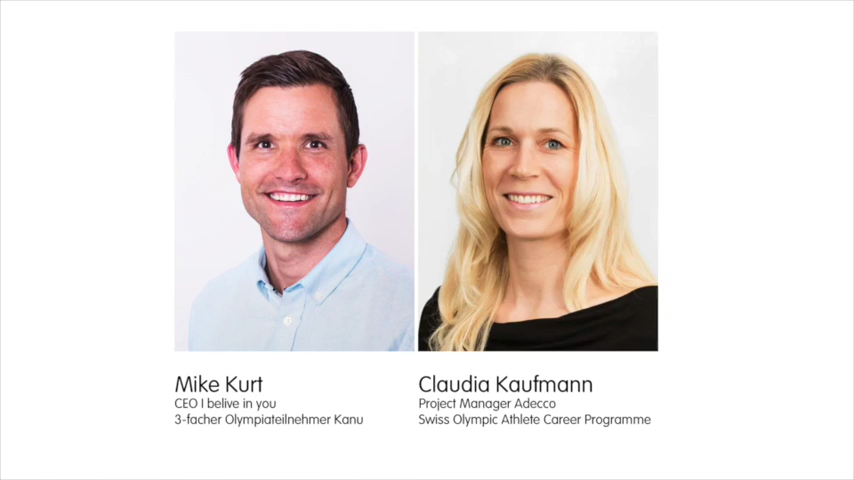 Mike Kurt
CEO I belive in you
3-facher Olympiateilnehmer Kanu
Claudia Kaufmann
Project Manager Adecco
Swiss Olympic Athlete Career Programme